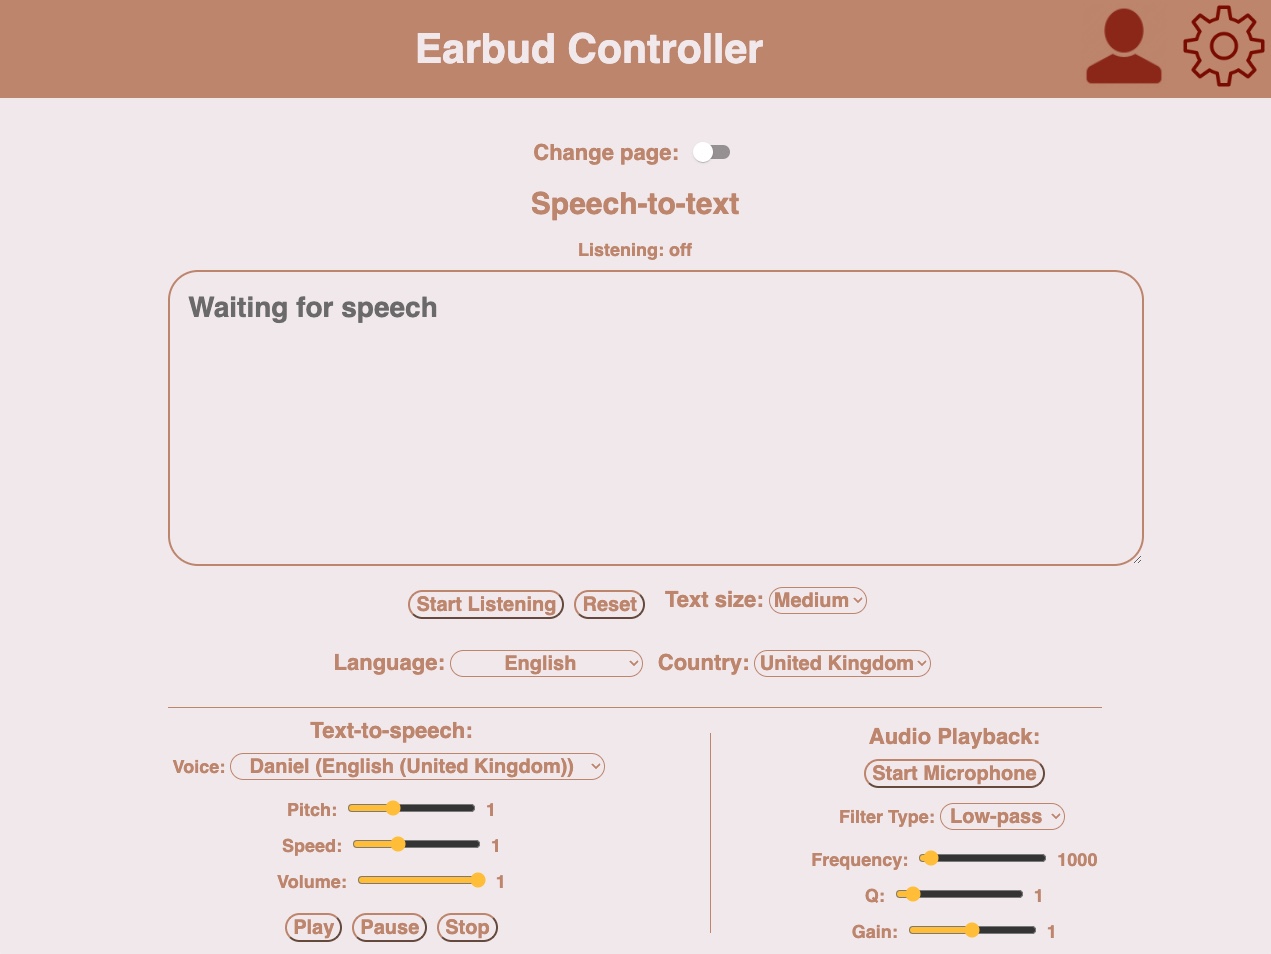 Earbud Controller
Change page:
Speech-to-text
Listening: off
Waiting for speech
Start Listening Reset Text size: Medium
Language: English Country: United Kingdom
Text-to-speech:
Voice: Daniel (English (United Kingdom))
Pitch: 1
Speed: 1
Volume: 1
Play Pause Stop
Audio Playback:
Start Microphone
Filter Type: Low-pass
Frequency: 1000
Q: 1
Gain: 1